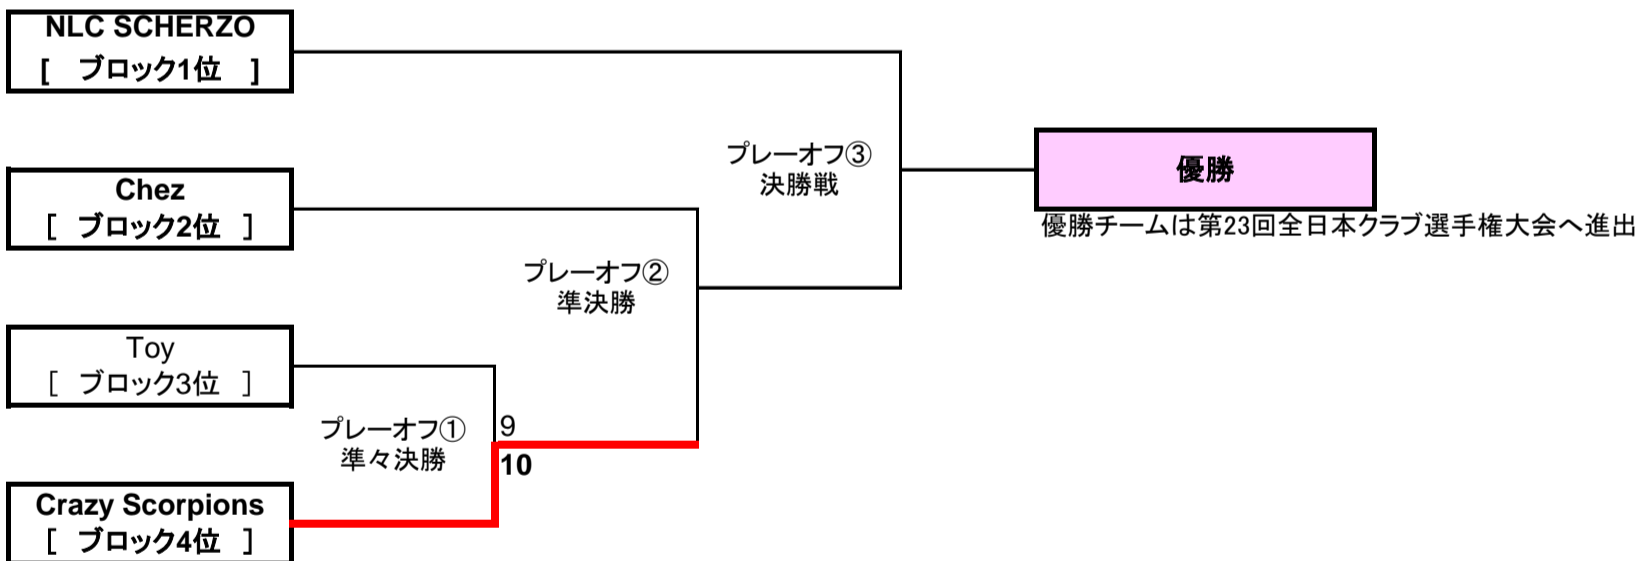 NLC SCHERZO
[ ブロック1位 ]
プレーオフ③
決勝戦
優勝
優勝チームは第23回全日本クラブ選手権大会へ進出
Chez
[ ブロック2位 ]
プレーオフ②
準決勝
Toy
[ ブロック3位 ]
プレーオフ①
準々決勝
9
10
Crazy Scorpions
[ ブロック4位 ]